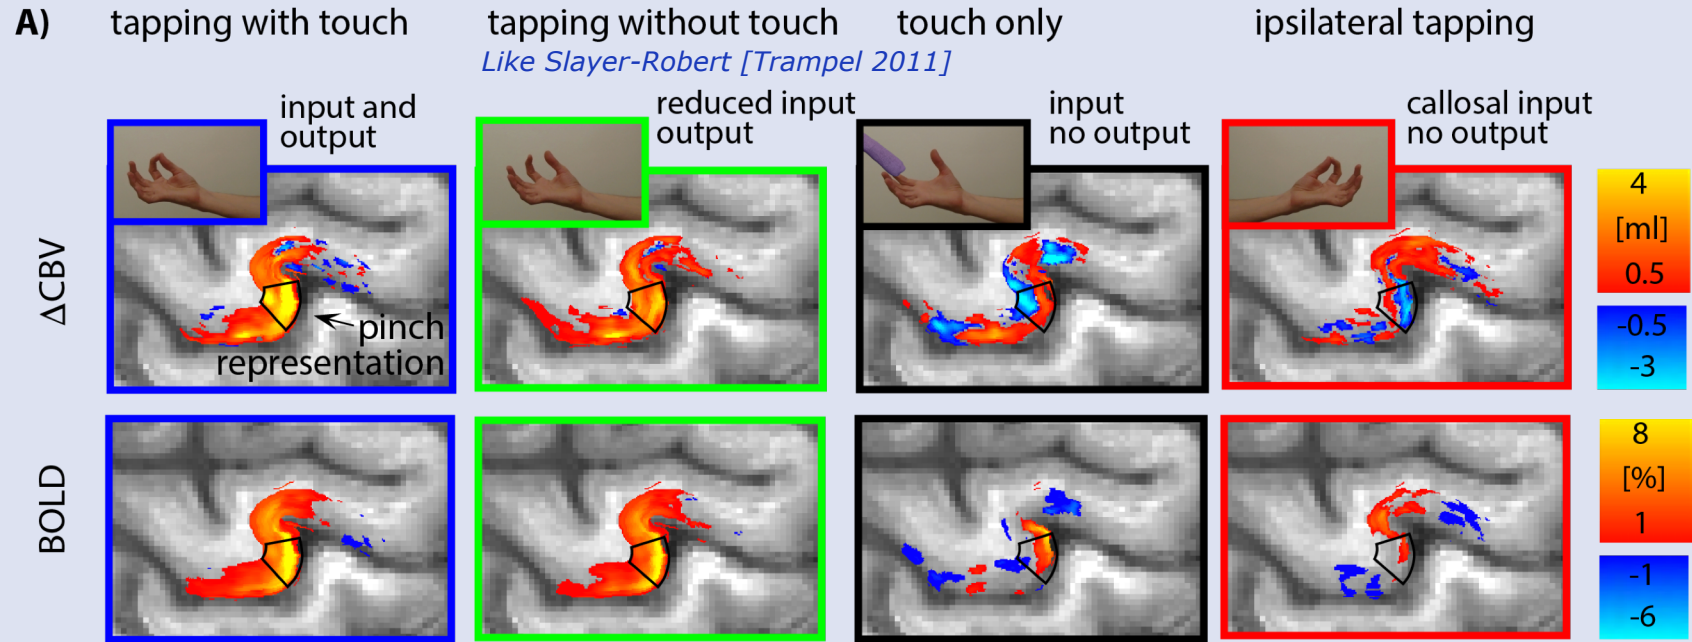 A) tapping with touch tapping without touch touch only ipsilateral tapping
Like Slayer-Robert [Trampel 2011]
input and
output
reduced input
output
input
no output
callosal input
no output
ΔCBV
pinch
representation
4
[ml]
0.5
-0.5
-3
BOLD
8
[%]
1
-1
-6